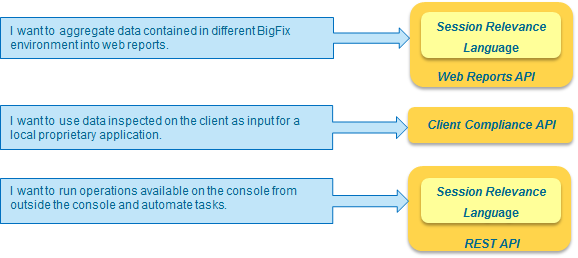 I want to aggregate data contained in different BigFix
environment into web reports.
Session Relevance
Language
Web Reports API
I want to use data inspected on the client as input for a
local proprietary application.
Client Compliance API
I want to run operations available on the console from
outside the console and automate tasks.
Session Relevance
Language
REST API